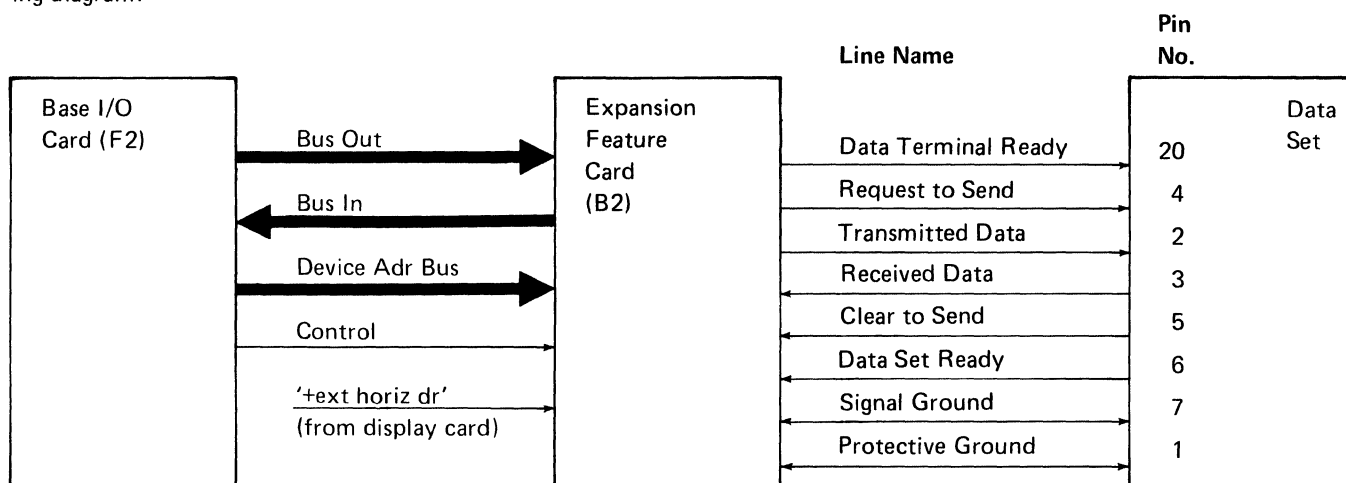 ing diagram.
Pin
Line Name No.
Base I/O
Card (F2)
Bus Out
Bus In
Device Adr Bus
Control
'+ext horiz dr'
(from display card)
Expansion
Feature
Card
(B2)
Data Terminal Ready 20
Request to Send 4
Transmitted Data 2
Received Data 3
Clear to Send 5
Data Set Ready 6
Signal Ground 7
Protective Ground 1
Data
Set